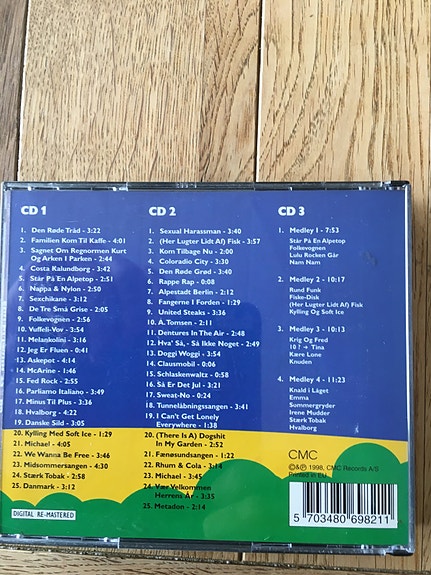 CD 1
1. Den Røde Tråd - 3:22
2. Familien Kom Til Kaffe - 4:01
3. Sagnet Om Regnormen Kurt
Og Arken I Parken - 2:44
4. Costa Kalundborg - 3:42
5. Står På En Alpetop - 2:51
6. Nappa & Nylon - 2:50
7. Sexchikane - 3:12
8. De Tre Små Grise - 2:05
9. Folkevognen - 2:56
10. Vuffeli-Vov - 3:54
11. Melankolini - 3:16
12. Jeg Er Fluen - 0:41
13. Askepot - 4:14
14. McArine - 1:46
15. Fed Rock - 2:55
16. Parliamo Italiano - 3:49
17. Minus Til Plus - 3:36
18. Hvalborg - 4:22
19. Danske Sild - 3:05
20. Kylling Med Soft Ice - 1:29
21. Michael - 4:05
22. We Wanna Be Free - 3:46
23. Midsommersangen - 4:30
24. Stærk Tobak - 2:58
25. Danmark - 3:12
CD 2
1. Sexual Harassman - 3:40
2. (Her Lugter Lidt Af) Fisk - 3:57
3. Kom Tilbage Nu - 2:00
4. Coloradio City - 3:30
5. Den Røde Grød - 3:40
6. Rappe Rap - 0:08
7. Alpestadt Berlin - 2:12
8. Fangerne I Forden - 1:29
9. United Steaks - 3:36
10. A. Tomsen - 2:11
11. Dentures In The Air - 3:48
12. Hva' Så, - Så Ikke Noget - 2:49
13. Doggi Woggi - 3:54
14. Clausmobil - 0:06
15. Schlaskenwaltz - 0:58
16. Så Er Det Jul - 3:21
17. Sweat-No - 0:24
18. Tunnelåbningssangen - 3:41
19. I Can't Get Lonely
Everywhere - 1:38
20. (There Is A) Dogshit
In My Garden - 2:52
21. Fænøsundsangen - 1:22
22. Rhum & Cola - 3:14
23. Michael - 3:45
24. Vær Velkommen
Herrens År - 3:35
25. Metadon - 2:14
CD 3
1. Medley 1 - 7:53
Står På En Alpetop
Folkevognen
Lulu Rocken Går
Nam Nam
2. Medley 2 - 10:17
Rund Funk
Fiske-Disk
(Her Lugter Lidt Af) Fisk
Kylling Og Soft Ice
3. Medley 3 - 10:13
Krig Og Fred
10 ? + Tina
Kære Lone
Knuden
4. Medley 4 - 11:23
Knald i Låget
Emma
Sommergryder
Irene Mudder
Stærk Tobak
Hvalborg
CMC
©&℗ 1998, CMC Records A/S
Printed in EU
5 703480 698211
DIGITAL RE-MASTERED